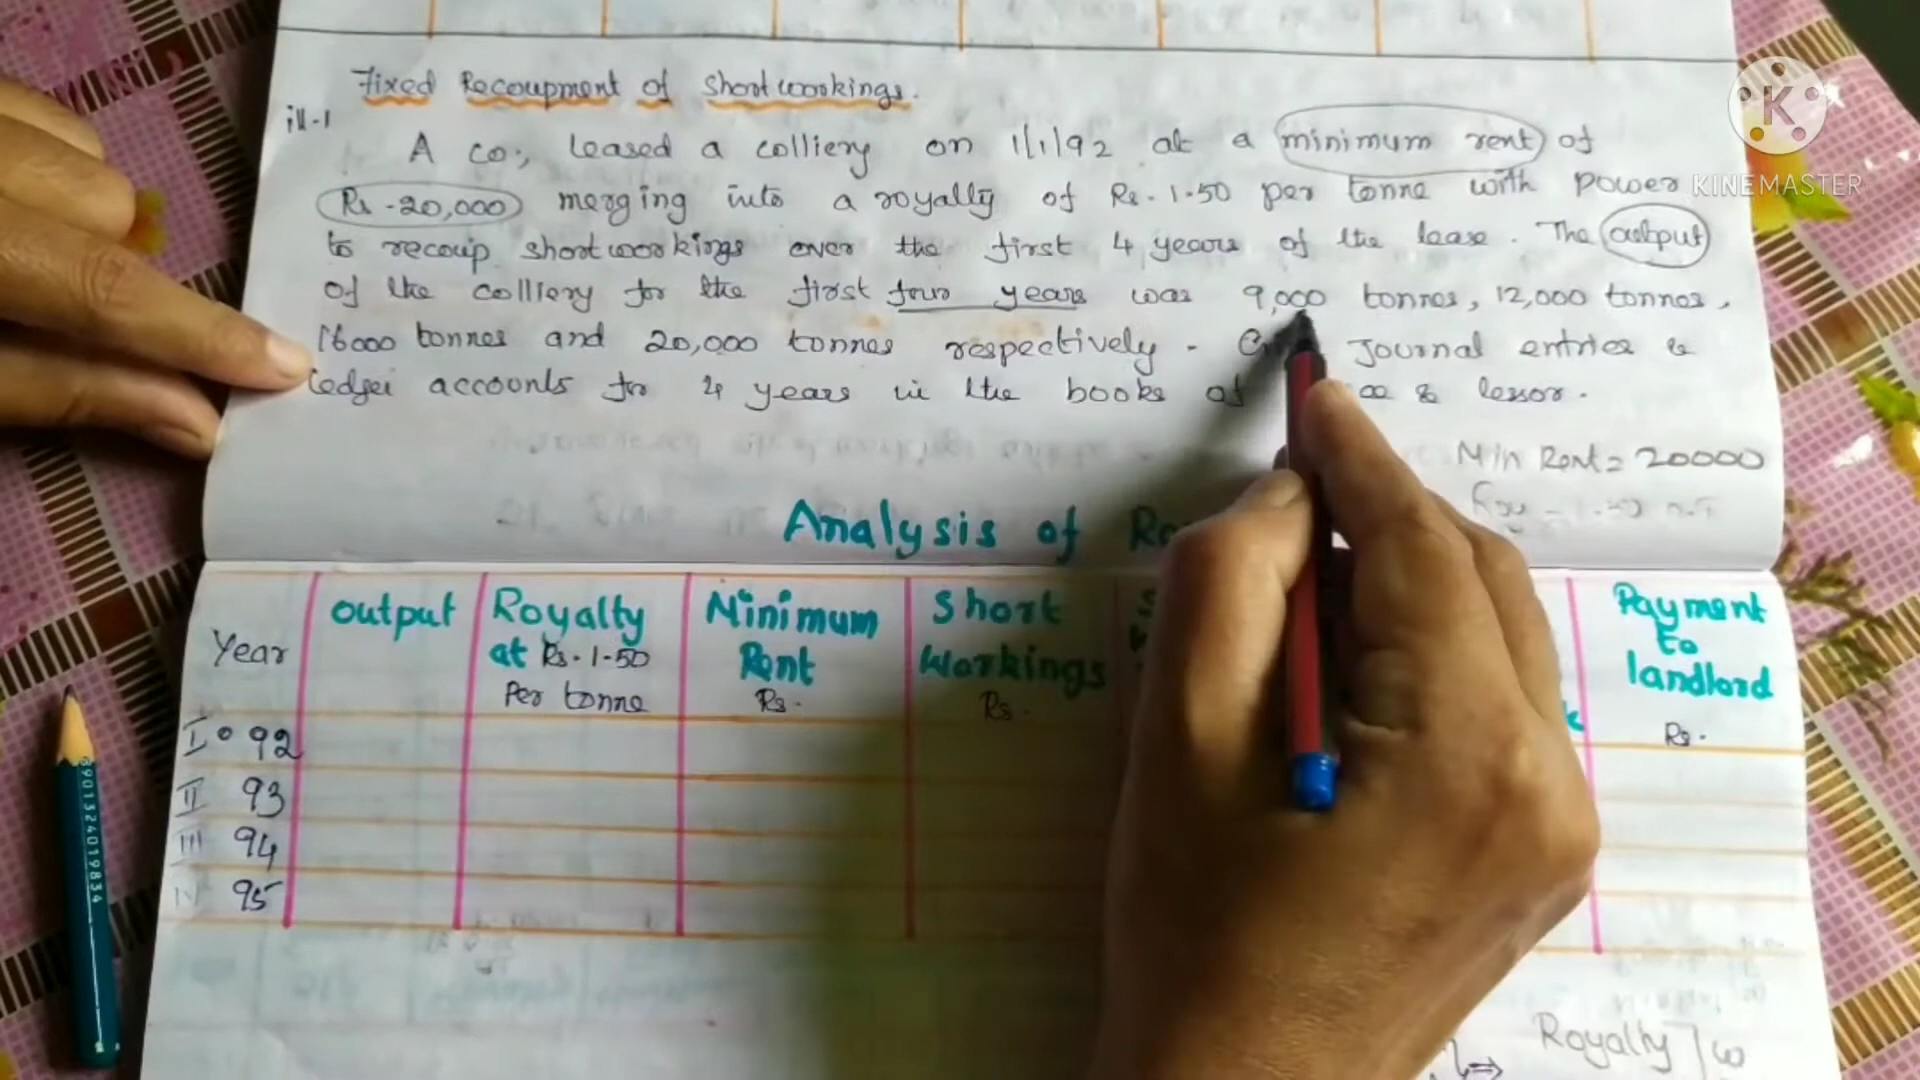 Fixed Recoupment of Shortworkings.
ill-1
A co., leased a colliery on 1/1/92 at a minimum rent of
Rs -20,000 merging into a royalty of Rs. 1-50 per tonne with power
to recoup shortworkings over the first 4 years of the lease. The output
of the colliery for the first four years was 9,000 tonnes, 12,000 tonnes,
16000 tonnes and 20,000 tonnes respectively - Journal entries &
ledger accounts for 4 years in the books of & lessor.
Min Rent = 20000
Analysis of
Year
output
Royalty
at Rs. 1-50
Per tonne
Minimum
Rent
Rs.
Short
Workings
Rs.
Payment
to
landlord
Rs.
I 92
II 93
III 94
IV 95
Royalty
KINEMASTER